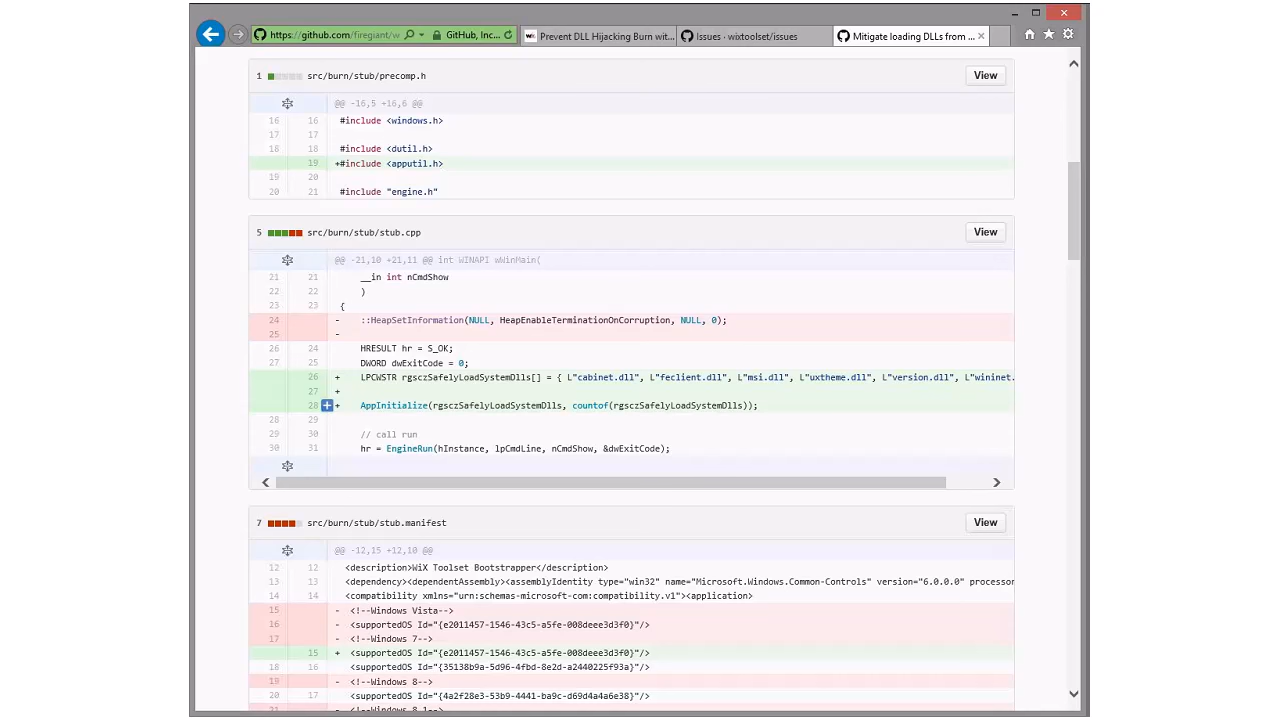 https://github.com/firegiant/w
GitHub, Inc...
Prevent DLL Hijacking Burn wit...
Issues · wixtoolset/issues
Mitigate loading DLLs from ...
1 src/burn/stub/precomp.h View
@@ -16,5 +16,6 @@
16 16 #include <windows.h>
17 17
18 18 #include <dutil.h>
19 +#include <apputil.h>
19 20
20 21 #include "engine.h"
5 src/burn/stub/stub.cpp View
@@ -21,10 +21,11 @@ int WINAPI wWinMain(
21 21 __in int nCmdShow
22 22 )
23 23 {
24 - ::HeapSetInformation(NULL, HeapEnableTerminationOnCorruption, NULL, 0);
25 -
26 24 HRESULT hr = S_OK;
27 25 DWORD dwExitCode = 0;
26 + LPCWSTR rgsczSafelyLoadSystemDlls[] = { L"cabinet.dll", L"feclient.dll", L"msi.dll", L"uxtheme.dll", L"version.dll", L"wininet.
27 +
28 + AppInitialize(rgsczSafelyLoadSystemDlls, countof(rgsczSafelyLoadSystemDlls));
28 29
29 30 // call run
30 31 hr = EngineRun(hInstance, lpCmdLine, nCmdShow, &dwExitCode);
7 src/burn/stub/stub.manifest View
@@ -12,15 +12,10 @@
12 12 <description>WiX Toolset Bootstrapper</description>
13 13 <dependency><dependentAssembly><assemblyIdentity type="win32" name="Microsoft.Windows.Common-Controls" version="6.0.0.0" processor
14 14 <compatibility xmlns="urn:schemas-microsoft-com:compatibility.v1"><application>
15 - <!--Windows Vista-->
16 - <supportedOS Id="{e2011457-1546-43c5-a5fe-008deee3d3f0}"/>
17 - <!--Windows 7-->
15 + <supportedOS Id="{e2011457-1546-43c5-a5fe-008deee3d3f0}"/>
18 16 <supportedOS Id="{35138b9a-5d96-4fbd-8e2d-a2440225f93a}"/>
19 - <!--Windows 8-->
20 17 <supportedOS Id="{4a2f28e3-53b9-4441-ba9c-d69d4a4a6e38}"/>
21 - <!--Windows 8.1-->